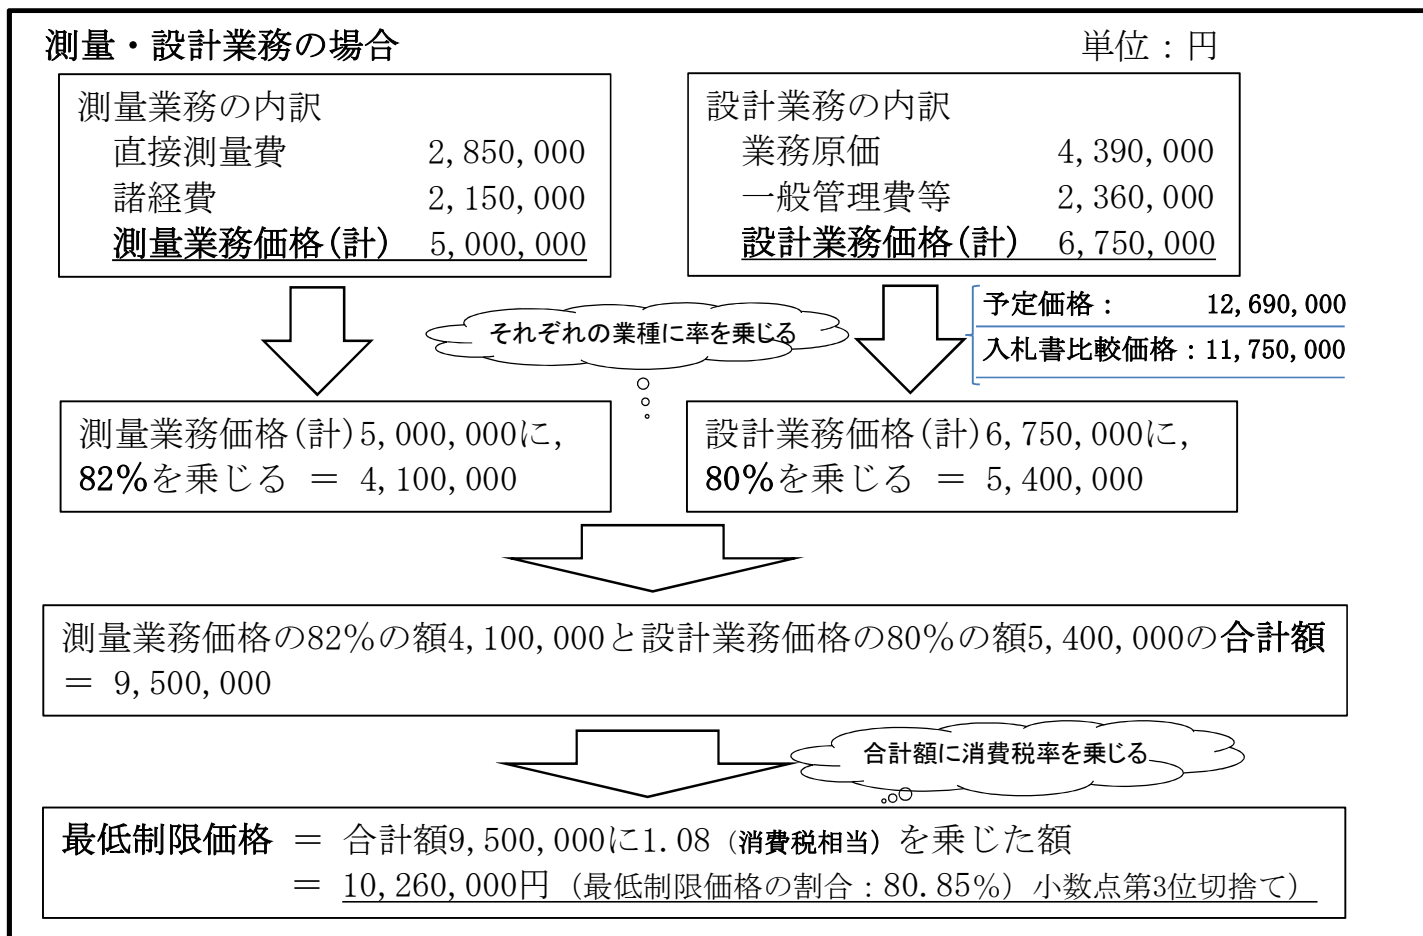 測量・設計業務の場合
単位：円
測量業務の内訳
直接測量費 2,850,000
諸経費 2,150,000
測量業務価格(計) 5,000,000
設計業務の内訳
業務原価 4,390,000
一般管理費等 2,360,000
設計業務価格(計) 6,750,000
予定価格： 12,690,000
入札書比較価格：11,750,000
それぞれの業種に率を乗じる
測量業務価格(計)5,000,000に,
82%を乗じる ＝ 4,100,000
設計業務価格(計)6,750,000に,
80%を乗じる ＝ 5,400,000
測量業務価格の82%の額4,100,000と設計業務価格の80%の額5,400,000の合計額
＝ 9,500,000
合計額に消費税率を乗じる
最低制限価格 ＝ 合計額9,500,000に1.08（消費税相当）を乗じた額
＝ 10,260,000円（最低制限価格の割合：80.85%）小数点第3位切捨て）